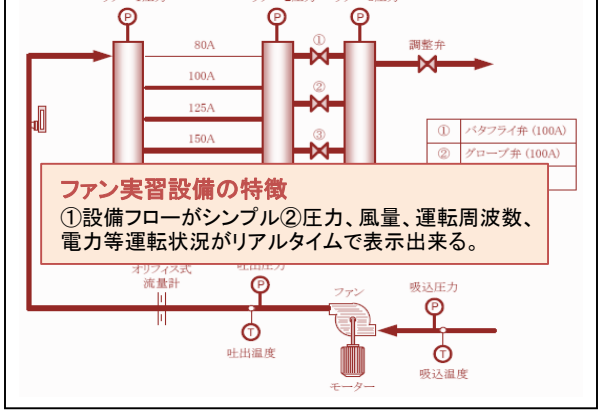 P P P
① 調整弁
80A
100A
②
125A
150A
③
① バタフライ弁 (100A)
② グローブ弁 (100A)
ファン実習設備の特徴
①設備フローがシンプル②圧力、風量、運転周波数、
電力等運転状況がリアルタイムで表示出来る。
オリフィス式
流量計
吐出圧力
P
ファン
吸込圧力
P
T
吐出温度
T
吸込温度
モーター